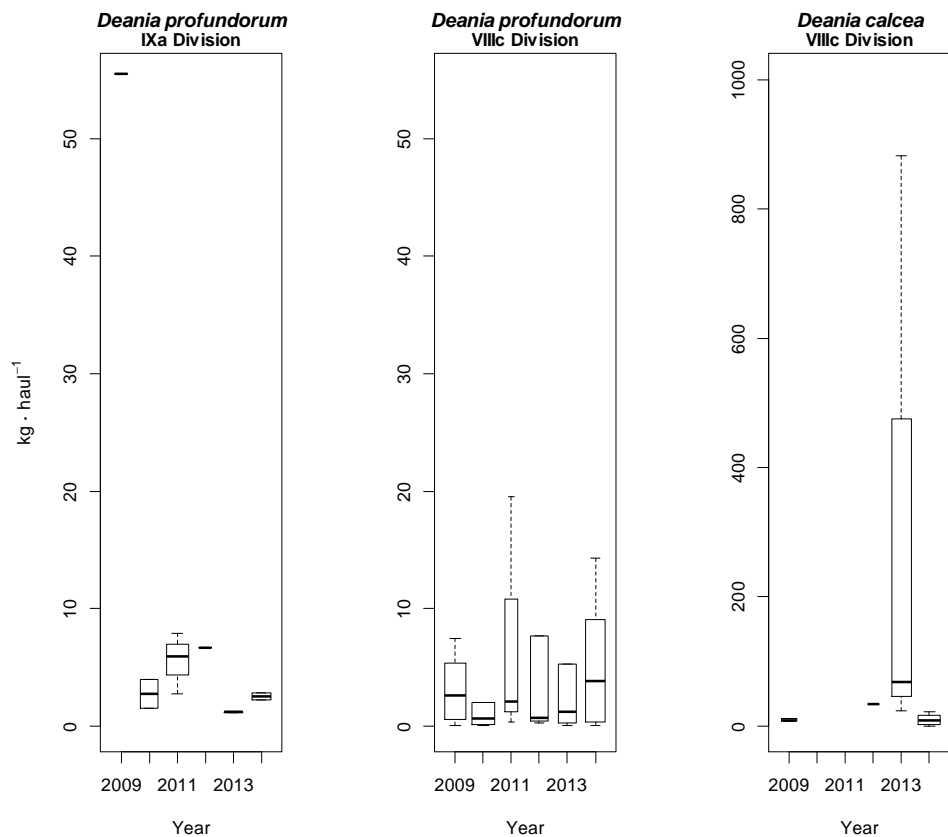 Deania profundorum
IXa Division
Deania profundorum
VIIIc Division
Deania calcea
VIIIc Division
kg · haul⁻¹
0
10
20
30
40
50
2009
2011
2013
Year
0
10
20
30
40
50
2009
2011
2013
Year
0
200
400
600
800
1000
2009
2011
2013
Year